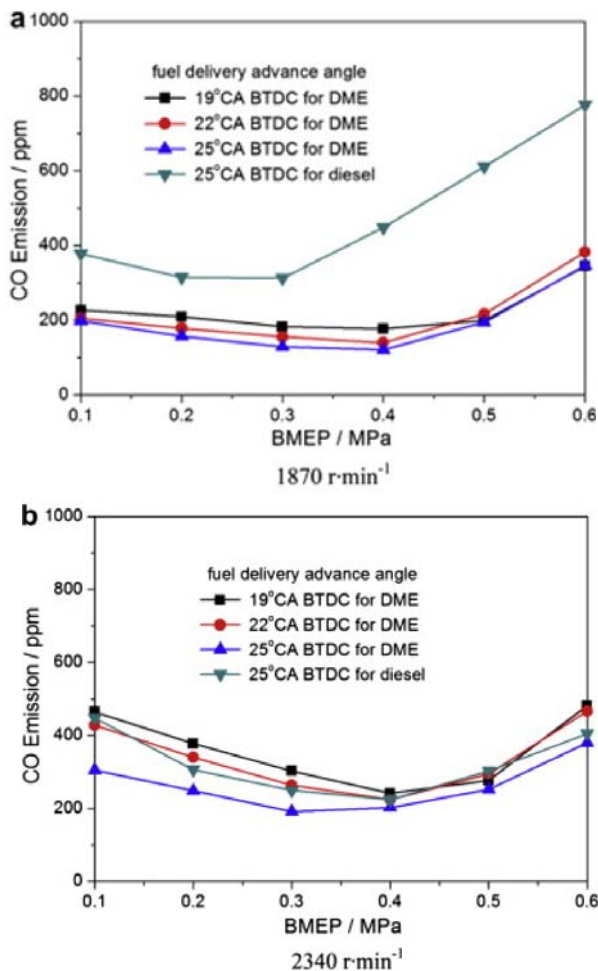 a
1000
800
600
400
200
0
CO Emission / ppm
fuel delivery advance angle
19°CA BTDC for DME
22°CA BTDC for DME
25°CA BTDC for DME
25°CA BTDC for diesel
0.1 0.2 0.3 0.4 0.5 0.6
BMEP / MPa
1870 r·min⁻¹
b
1000
800
600
400
200
0
CO Emission / ppm
fuel delivery advance angle
19°CA BTDC for DME
22°CA BTDC for DME
25°CA BTDC for DME
25°CA BTDC for diesel
0.1 0.2 0.3 0.4 0.5 0.6
BMEP / MPa
2340 r·min⁻¹